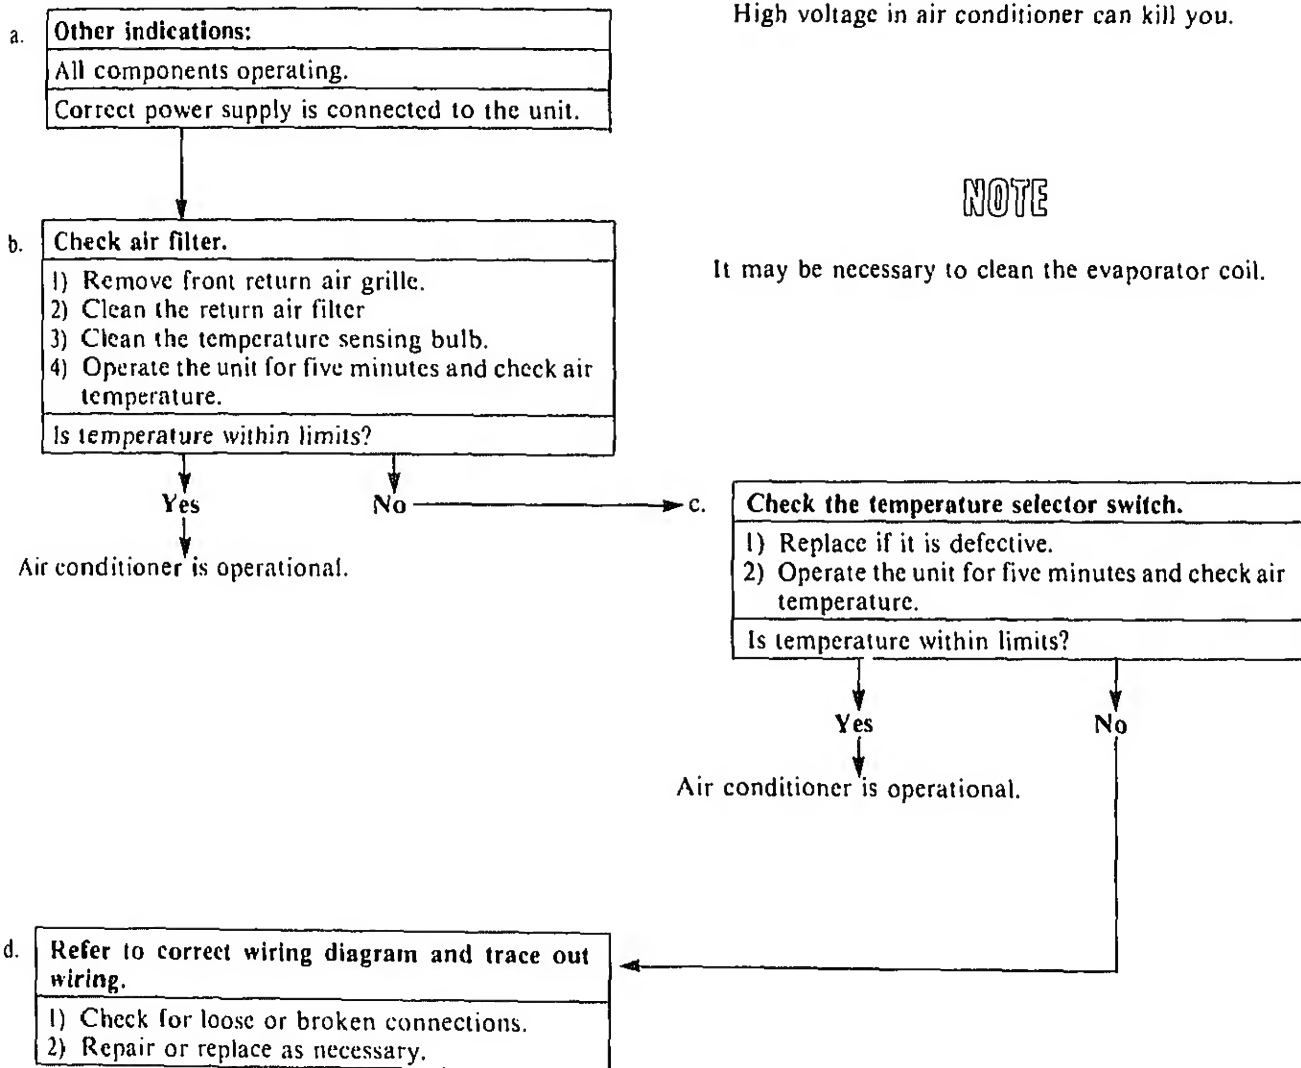 High voltage in air conditioner can kill you.
a.
Other indications:
All components operating.
Correct power supply is connected to the unit.
NOTE
It may be necessary to clean the evaporator coil.
b.
Check air filter.
1) Remove front return air grille.
2) Clean the return air filter
3) Clean the temperature sensing bulb.
4) Operate the unit for five minutes and check air
temperature.
Is temperature within limits?
Yes
No
Air conditioner is operational.
c.
Check the temperature selector switch.
1) Replace if it is defective.
2) Operate the unit for five minutes and check air
temperature.
Is temperature within limits?
Yes
No
Air conditioner is operational.
d.
Refer to correct wiring diagram and trace out
wiring.
1) Check for loose or broken connections.
2) Repair or replace as necessary.